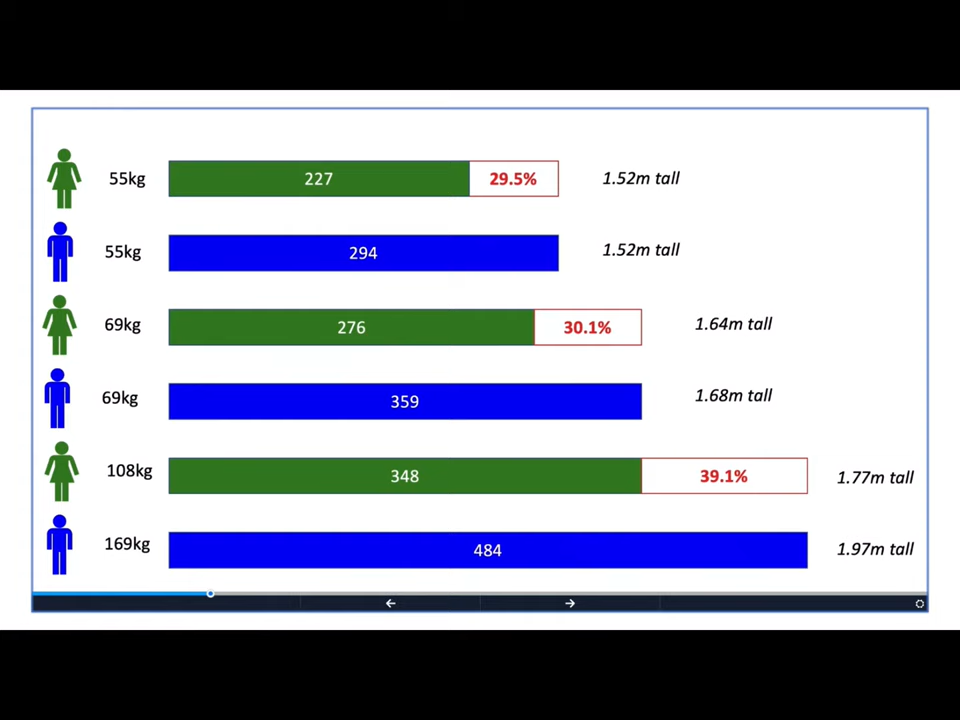 55kg 227 29.5% 1.52m tall
55kg 294 1.52m tall
69kg 276 30.1% 1.64m tall
69kg 359 1.68m tall
108kg 348 39.1% 1.77m tall
169kg 484 1.97m tall